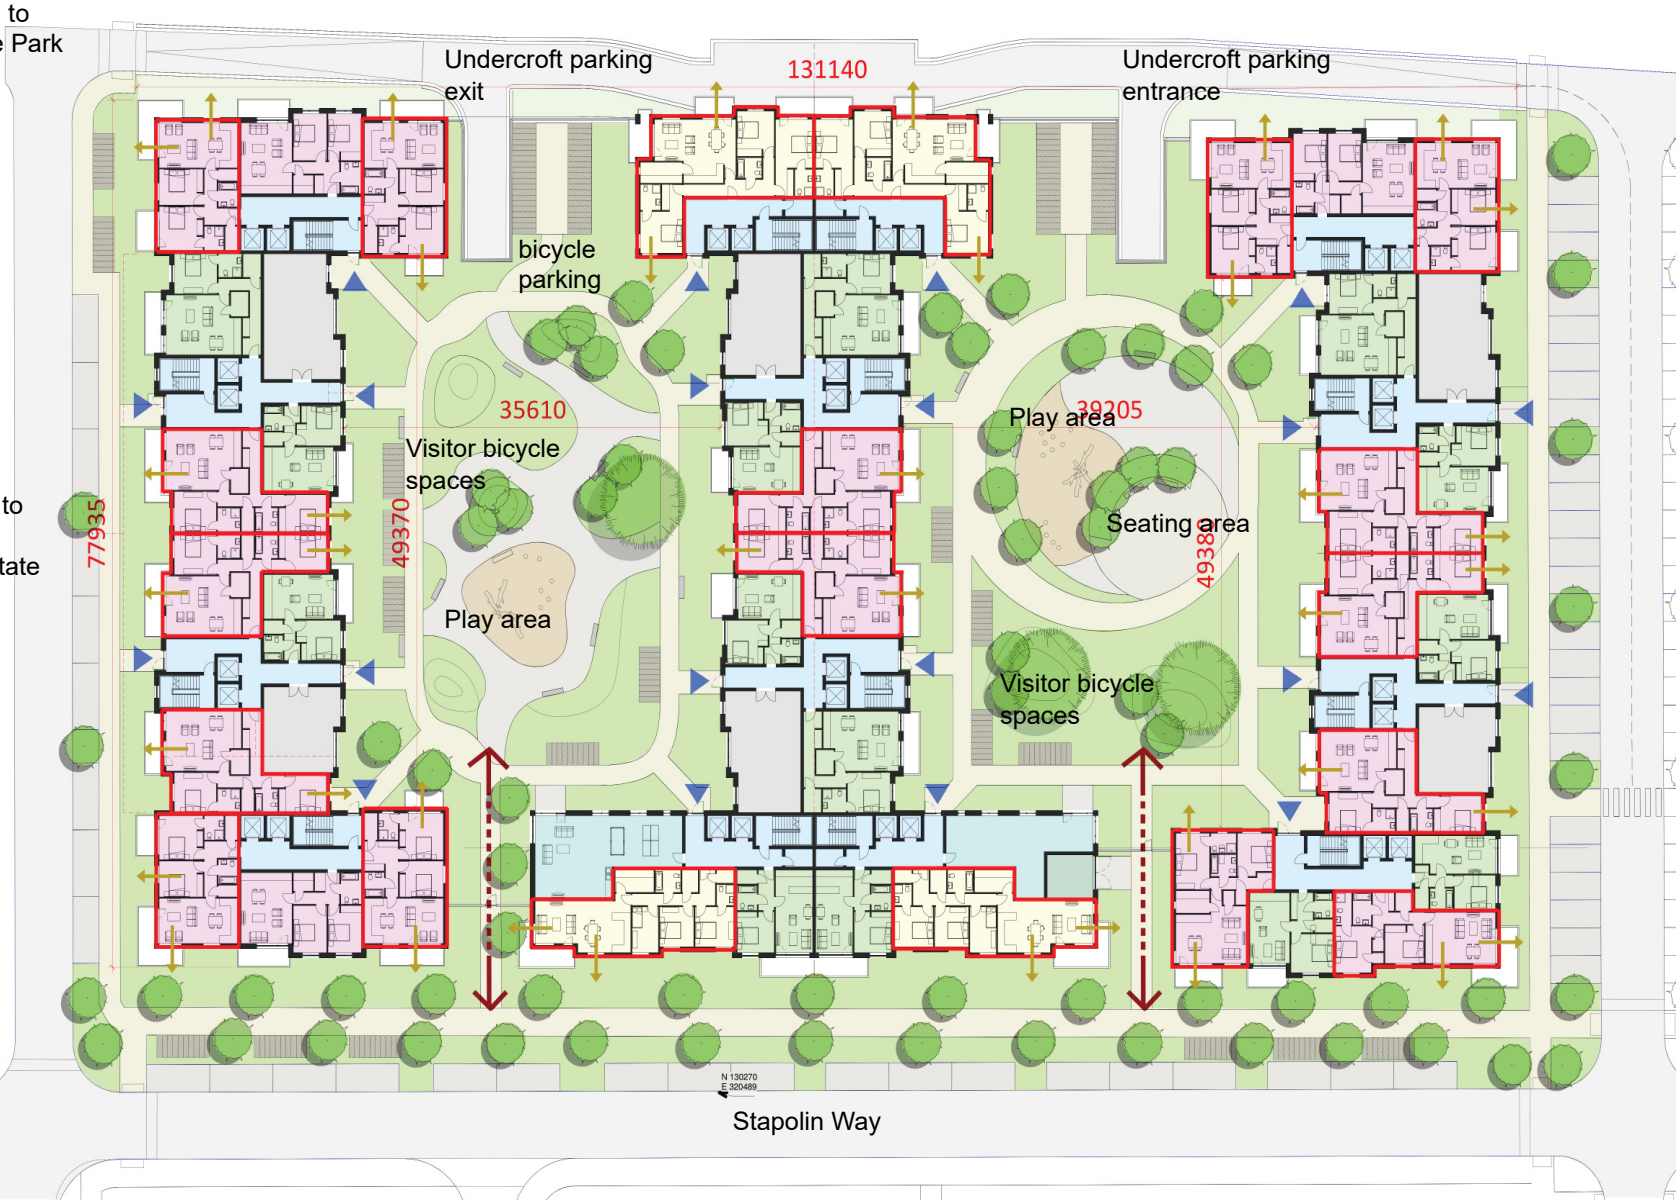 to
e Park
Undercroft parking
exit
131140
Undercroft parking
entrance
bicycle
parking
35610
Play area
39205
Visitor bicycle
spaces
to
tate
77935
49370
Seating area
Play area
Visitor bicycle
spaces
N 130270
E 320489
Stapolin Way